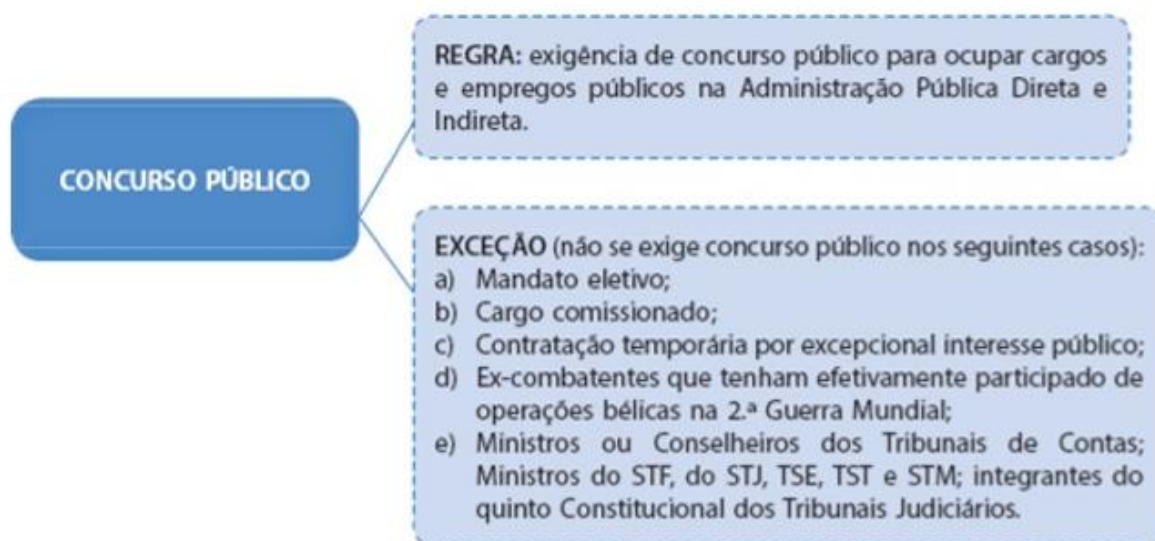 CONCURSO PÚBLICO
REGRA: exigência de concurso público para ocupar cargos
e empregos públicos na Administração Pública Direta e
Indireta.
EXCEÇÃO (não se exige concurso público nos seguintes casos):
a) Mandato eletivo;
b) Cargo comissionado;
c) Contratação temporária por excepcional interesse público;
d) Ex-combatentes que tenham efetivamente participado de
operações bélicas na 2.ª Guerra Mundial;
e) Ministros ou Conselheiros dos Tribunais de Contas;
Ministros do STF, do STJ, TSE, TST e STM; integrantes do
quinto Constitucional dos Tribunais Judiciários.